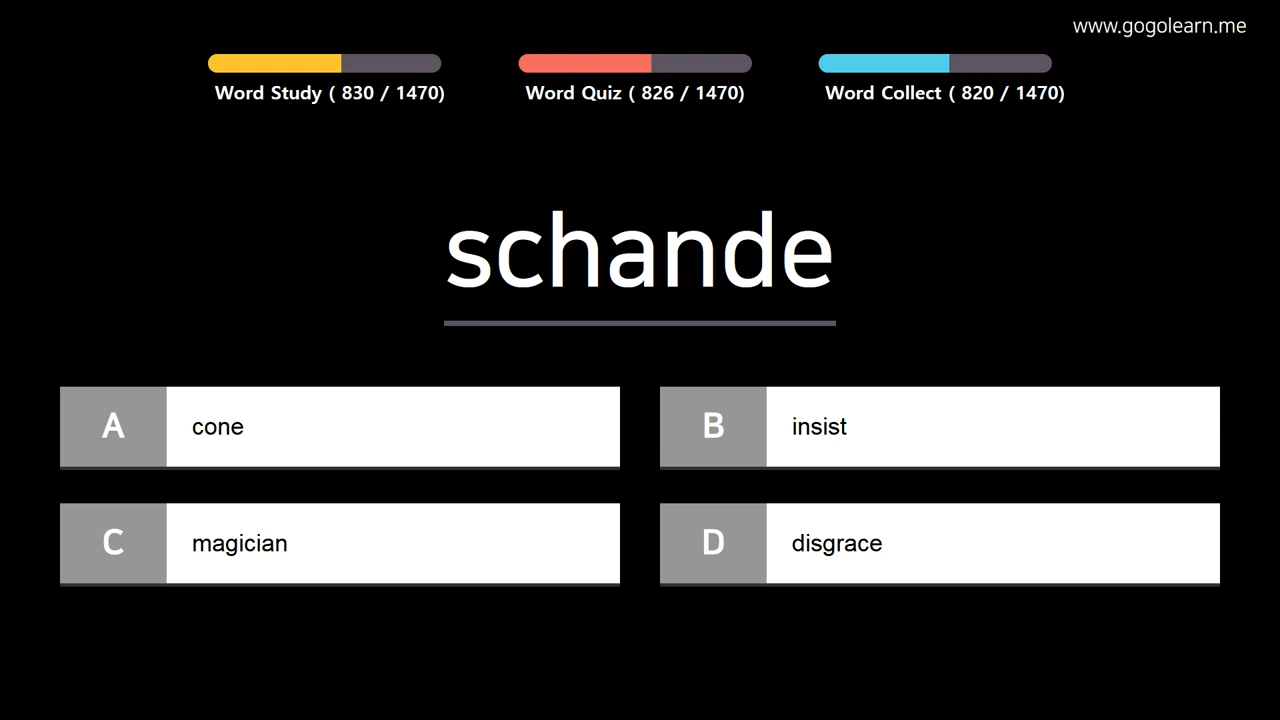 www.gogolearn.me
Word Study ( 830 / 1470)
Word Quiz ( 826 / 1470)
Word Collect ( 820 / 1470)
schande
A
cone
B
insist
C
magician
D
disgrace